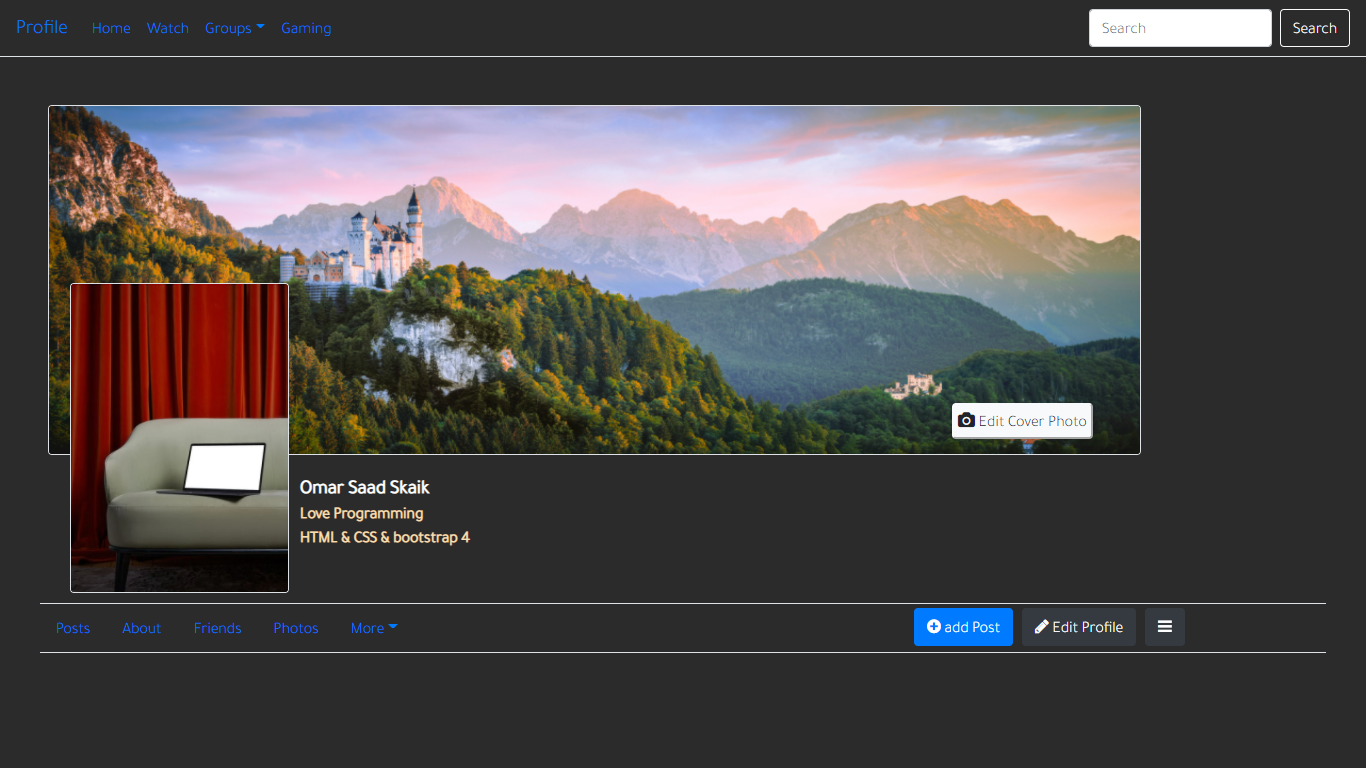 Profile Home Watch Groups Gaming Search Search
Edit Cover Photo
Omar Saad Skaik
Love Programming
HTML & CSS & bootstrap 4
Posts About Friends Photos More add Post Edit Profile